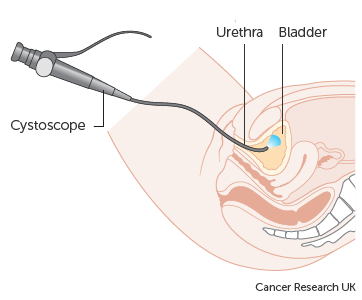 Urethra Bladder
Cystoscope
Cancer Research UK